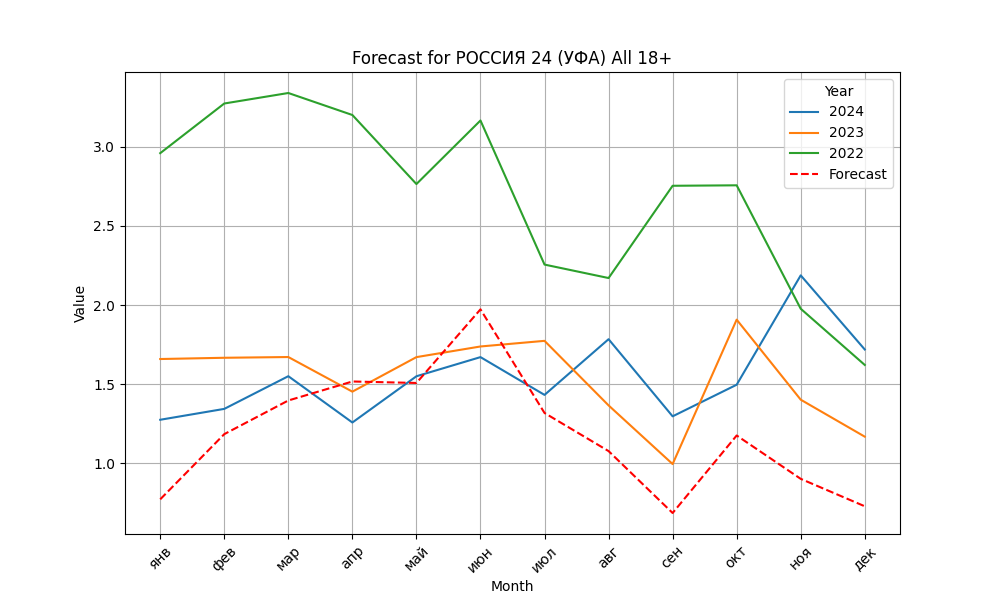 Forecast for РОССИЯ 24 (УФА) All 18+
Year
2024
2023
2022
Forecast
3.0
2.5
2.0
1.5
1.0
Value
янв
фев
мар
апр
май
июн
июл
авг
сен
окт
ноя
дек
Month